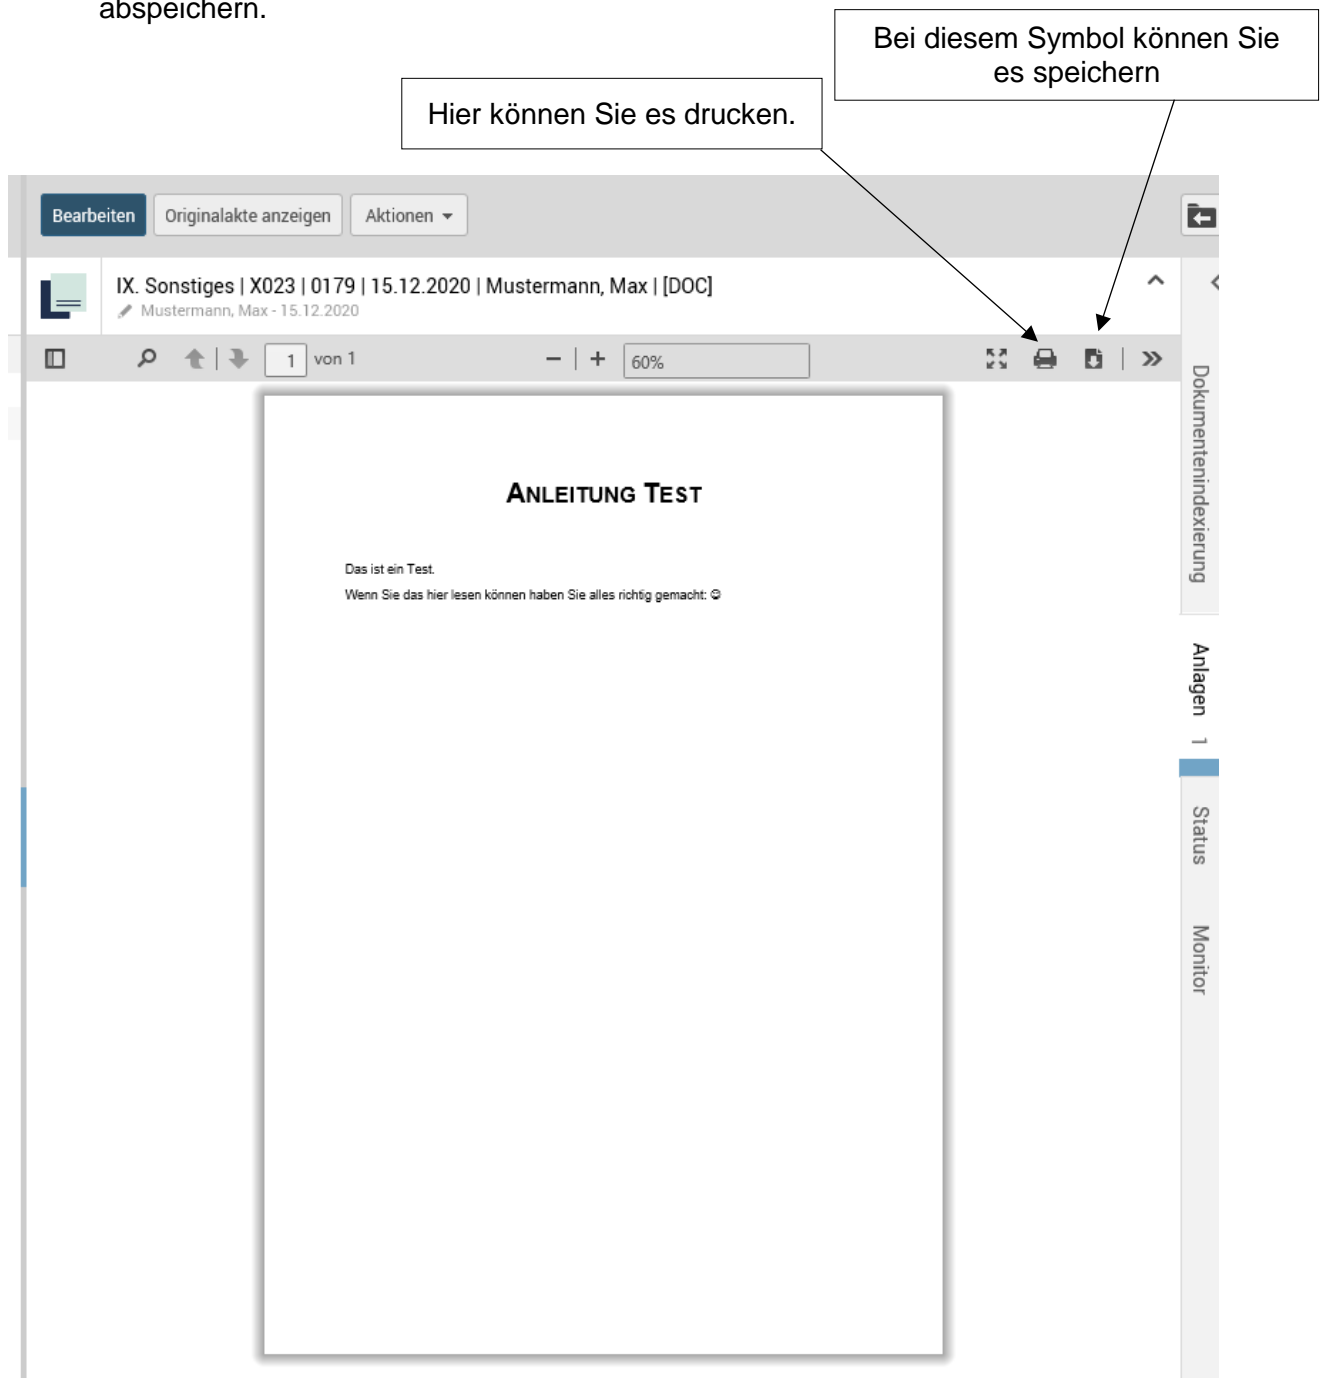 abspeichern.
Bei diesem Symbol können Sie
es speichern
Hier können Sie es drucken.
Bearbeiten Originalakte anzeigen Aktionen
IX. Sonstiges | X023 | 0179 | 15.12.2020 | Mustermann, Max | [DOC]
Mustermann, Max - 15.12.2020
1 von 1 60%
ANLEITUNG TEST
Das ist ein Test.
Wenn Sie das hier lesen können haben Sie alles richtig gemacht: ☺
Dokumentenindexierung
Anlagen 1
Status
Monitor